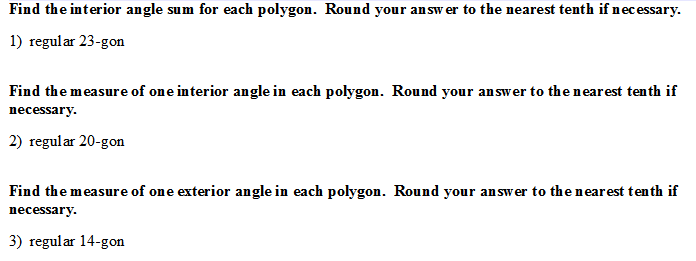 Find the interior angle sum for each polygon. Round your answer to the nearest tenth if necessary.
1) regular 23-gon
Find the measure of one interior angle in each polygon. Round your answer to the nearest tenth if
necessary.
2) regular 20-gon
Find the measure of one exterior angle in each polygon. Round your answer to the nearest tenth if
necessary.
3) regular 14-gon